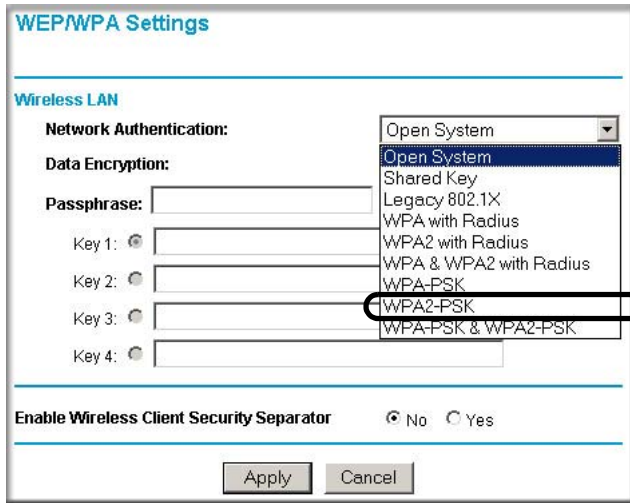 WEP/WPA Settings
Wireless LAN
Network Authentication: Open System
Open System
Data Encryption:
Shared Key
Legacy 802.1X
Passphrase:
WPA with Radius
WPA2 with Radius
Key 1:
WPA & WPA2 with Radius
Key 2:
WPA-PSK
WPA2-PSK
Key 3:
WPA-PSK & WPA2-PSK
Key 4:
Enable Wireless Client Security Separator No Yes
Apply Cancel